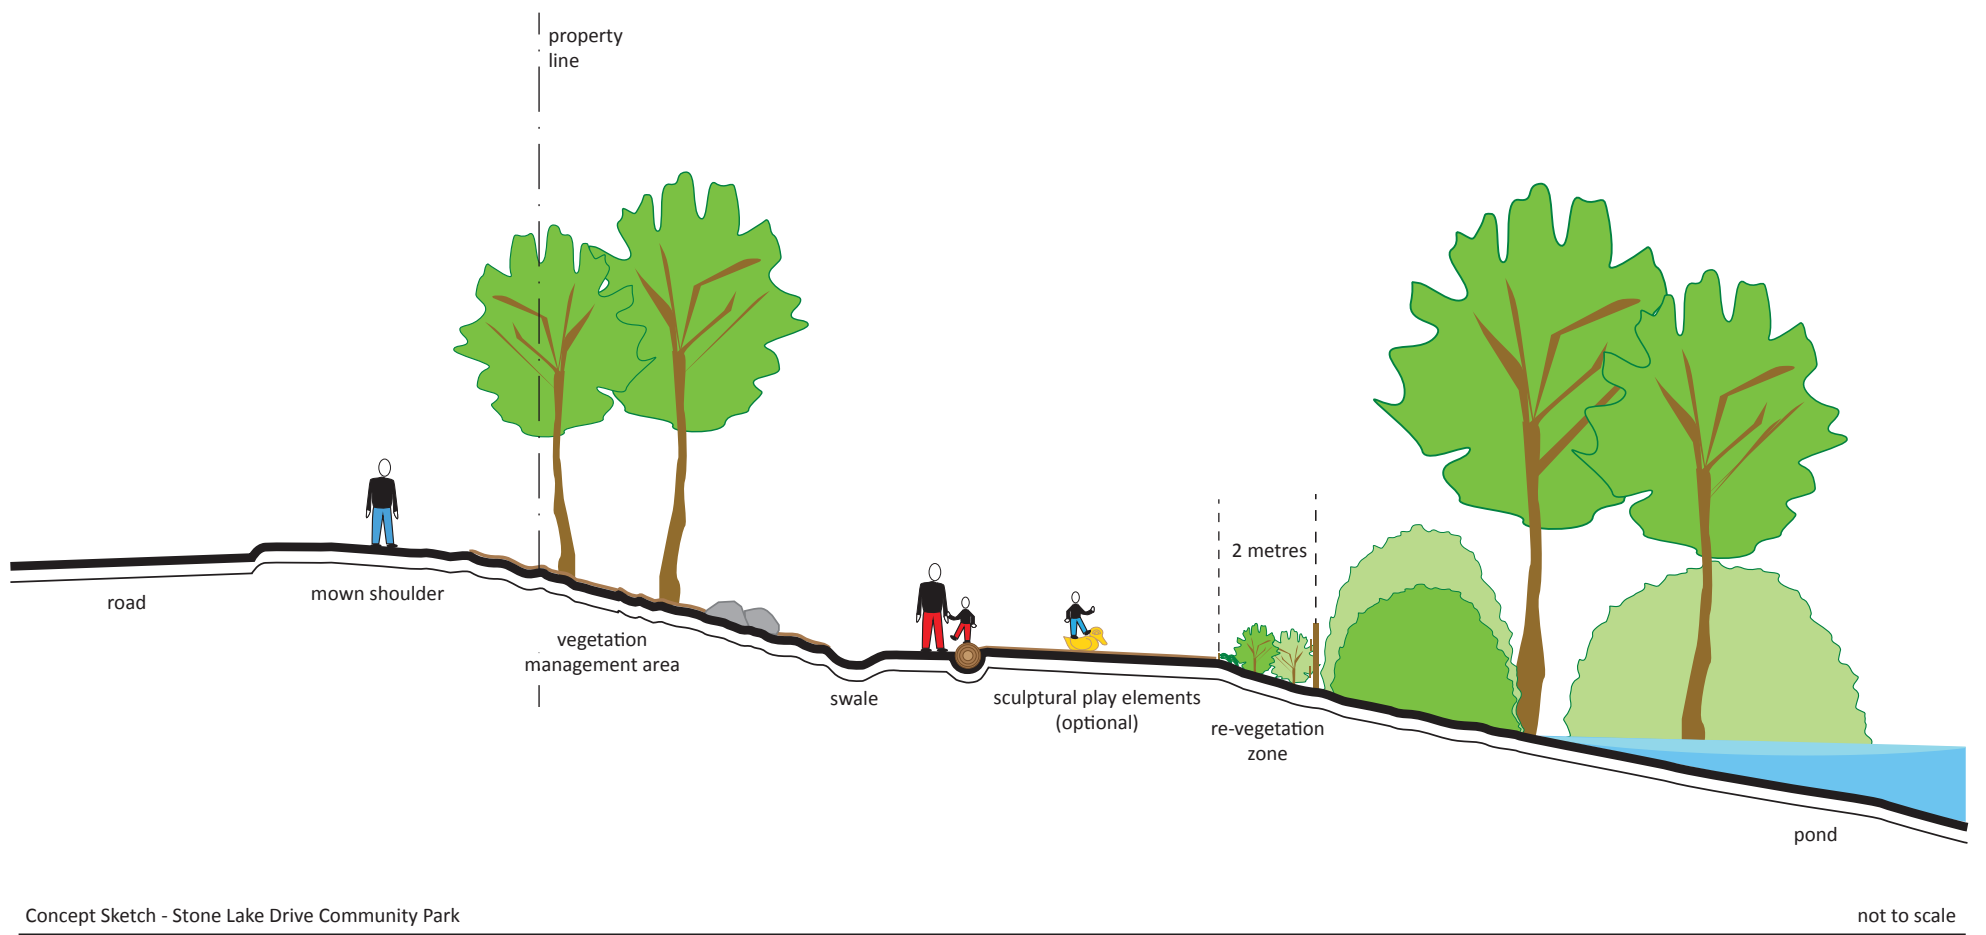 property
line
2 metres
road
mown shoulder
vegetation
management area
swale
sculptural play elements
(optional)
re-vegetation
zone
pond
Concept Sketch - Stone Lake Drive Community Park
not to scale